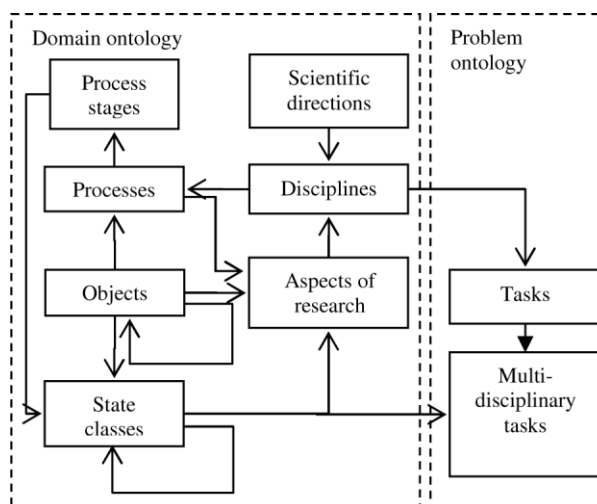 Domain ontology
Problem
ontology
Process
stages
Scientific
directions
Processes
Disciplines
Objects
Aspects of
research
Tasks
State
classes
Multi-
disciplinary
tasks